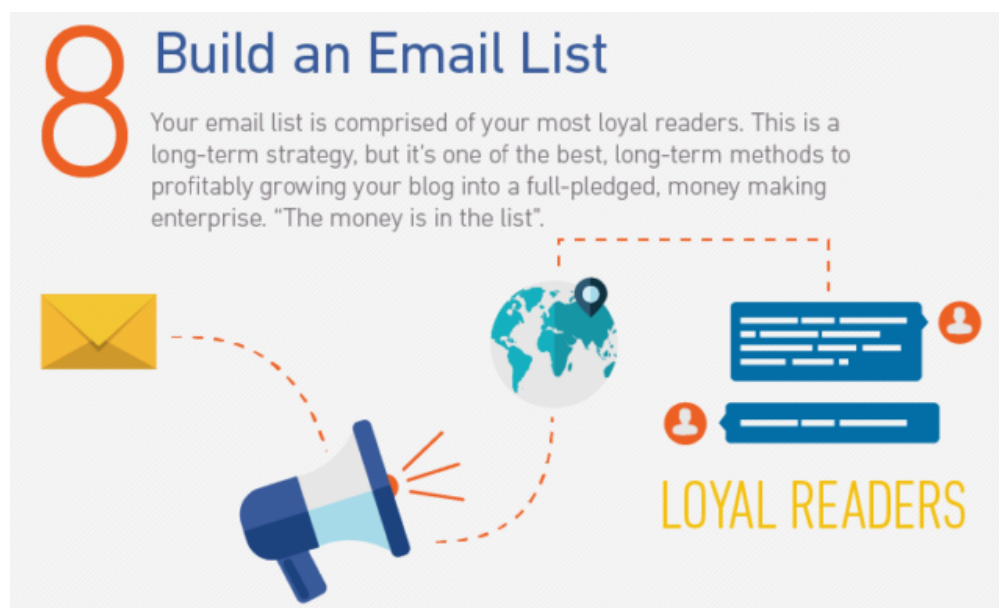 8
Build an Email List
Your email list is comprised of your most loyal readers. This is a
long-term strategy, but it's one of the best, long-term methods to
profitably growing your blog into a full-pledged, money making
enterprise. “The money is in the list”.
LOYAL READERS